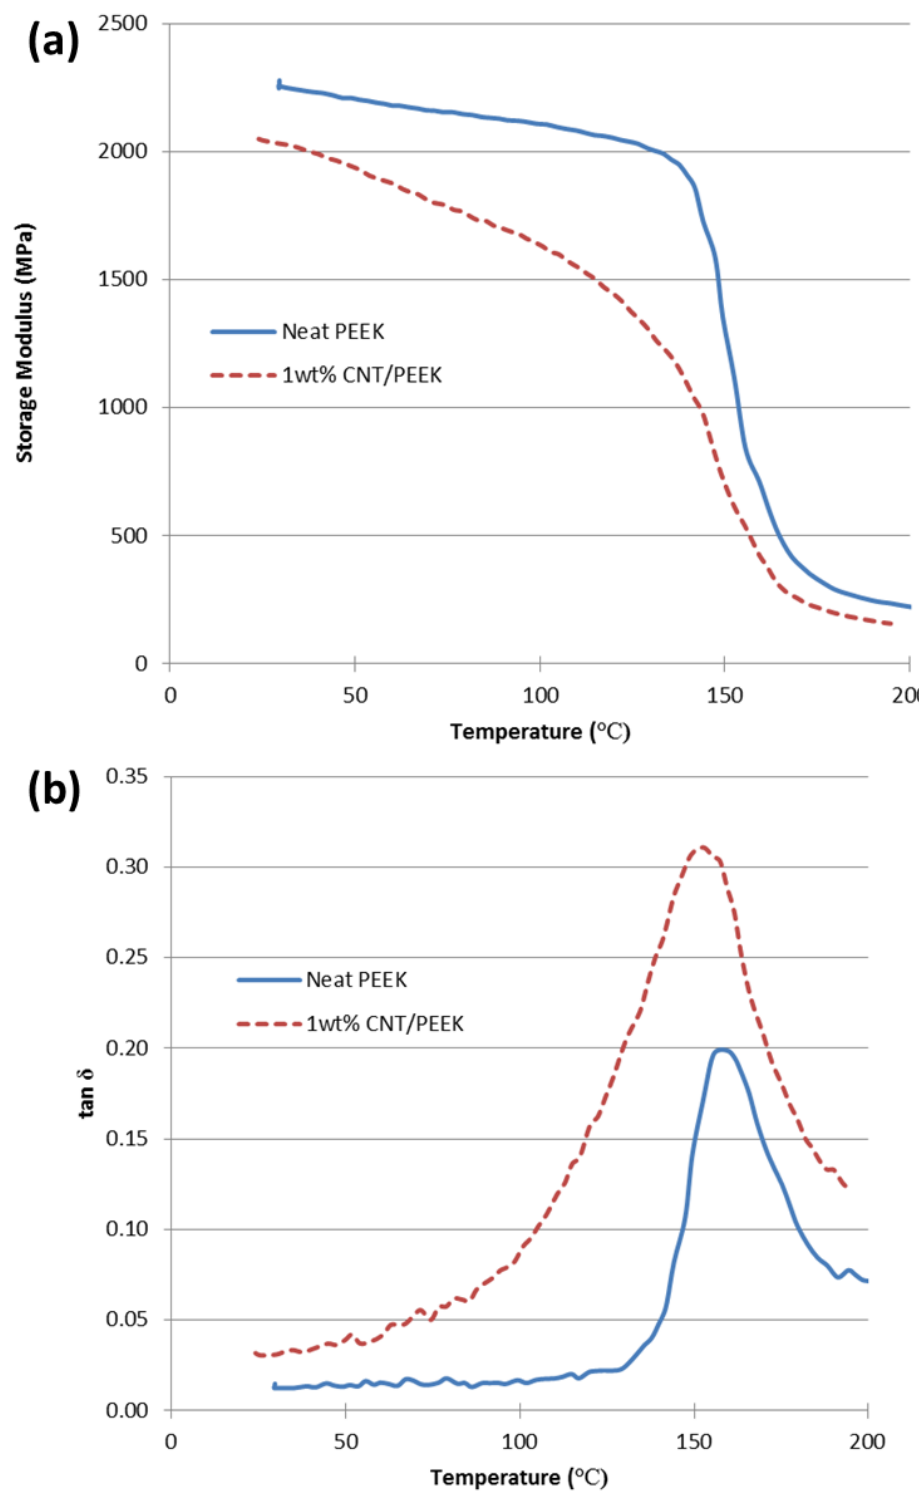 (a)
2500
2000
1500
1000
500
0
Storage Modulus (MPa)
Neat PEEK
1wt% CNT/PEEK
0 50 100 150 200
Temperature (°C)
(b)
0.35
0.30
0.25
0.20
0.15
0.10
0.05
0.00
tan δ
Neat PEEK
1wt% CNT/PEEK
0 50 100 150 200
Temperature (°C)